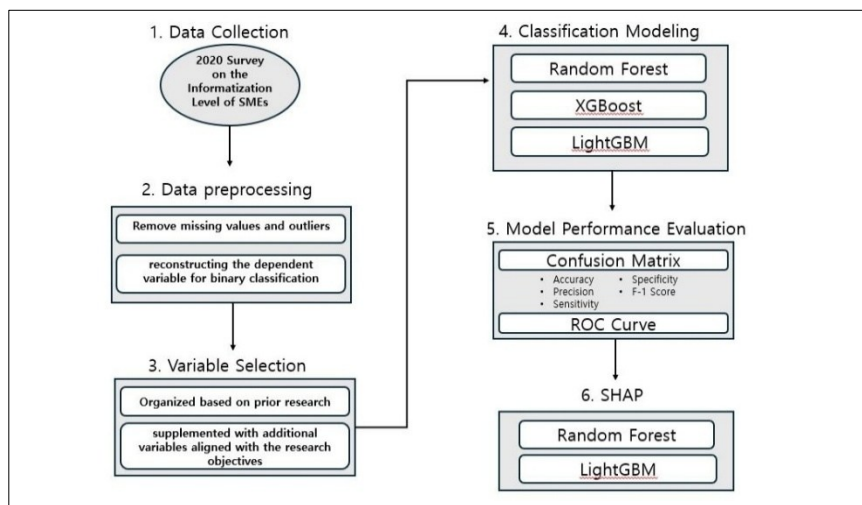 1. Data Collection
2020 Survey
on the
Informatization
Level of SMEs
2. Data preprocessing
Remove missing values and outliers
reconstructing the dependent
variable for binary classification
3. Variable Selection
Organized based on prior research
supplemented with additional
variables aligned with the research
objectives
4. Classification Modeling
Random Forest
XGBoost
LightGBM
5. Model Performance Evaluation
Confusion Matrix
• Accuracy
• Precision
• Sensitivity
• Specificity
• F-1 Score
ROC Curve
6. SHAP
Random Forest
LightGBM